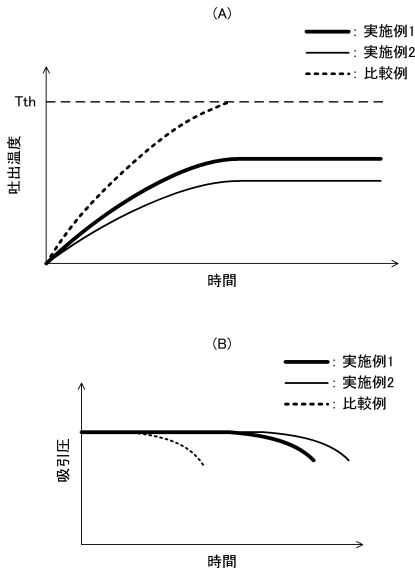 (A)
: 実施例1
: 実施例2
: 比較例
Tth
吐出温度
時間
(B)
: 実施例1
: 実施例2
: 比較例
吸引圧
時間